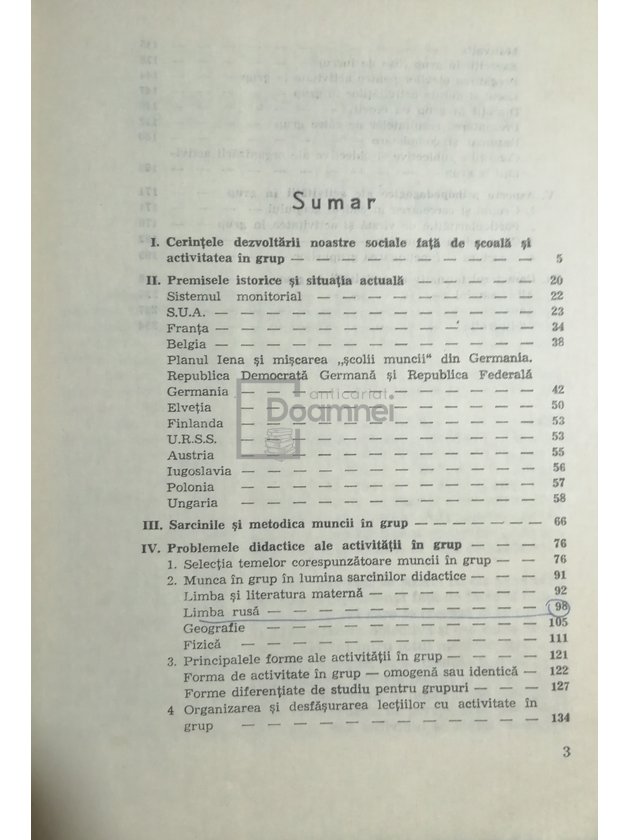 Sumar
I. Cerințele dezvoltării noastre sociale față de școală și
activitatea în grup — — — — — — — — — — 5
II. Premisele istorice și situația actuală — — — — — 20
Sistemul monitorial — — — — — — — — — 22
S.U.A. — — — — — — — — — — — — — 23
Franța — — — — — — — — — — — — — 34
Belgia — — — — — — — — — — — — — 38
Planul Iena și mișcarea „școlii muncii" din Germania.
Republica Democrată Germană și Republica Federală
Germania — — — — — — — — — — — — 42
Elveția — — — — — — — — — — — — 50
Finlanda — — — — — — — — — — — — 53
U.R.S.S. — — — — — — — — — — — — 53
Austria — — — — — — — — — — — — 55
Iugoslavia — — — — — — — — — — — — 56
Polonia — — — — — — — — — — — — 57
Ungaria — — — — — — — — — — — — 58
III. Sarcinile și metodica muncii în grup — — — — — — 66
IV. Problemele didactice ale activității în grup — — — — 76
1. Selecția temelor corespunzătoare muncii în grup — — 76
2. Munca în grup în lumina sarcinilor didactice — — — 91
Limba și literatura maternă — — — — — — — 92
Limba rusă — — — — — — — — — — — 98
Geografie — — — — — — — — — — — 105
Fizică — — — — — — — — — — — — 111
3. Principalele forme ale activității în grup — — — — 121
Forma de activitate în grup — omogenă sau identică — 122
Forme diferențiate de studiu pentru grupuri — — — 127
4 Organizarea și desfășurarea lecțiilor cu activitate în
grup — — — — — — — — — — — — 134
anticariat
Doamnei
3